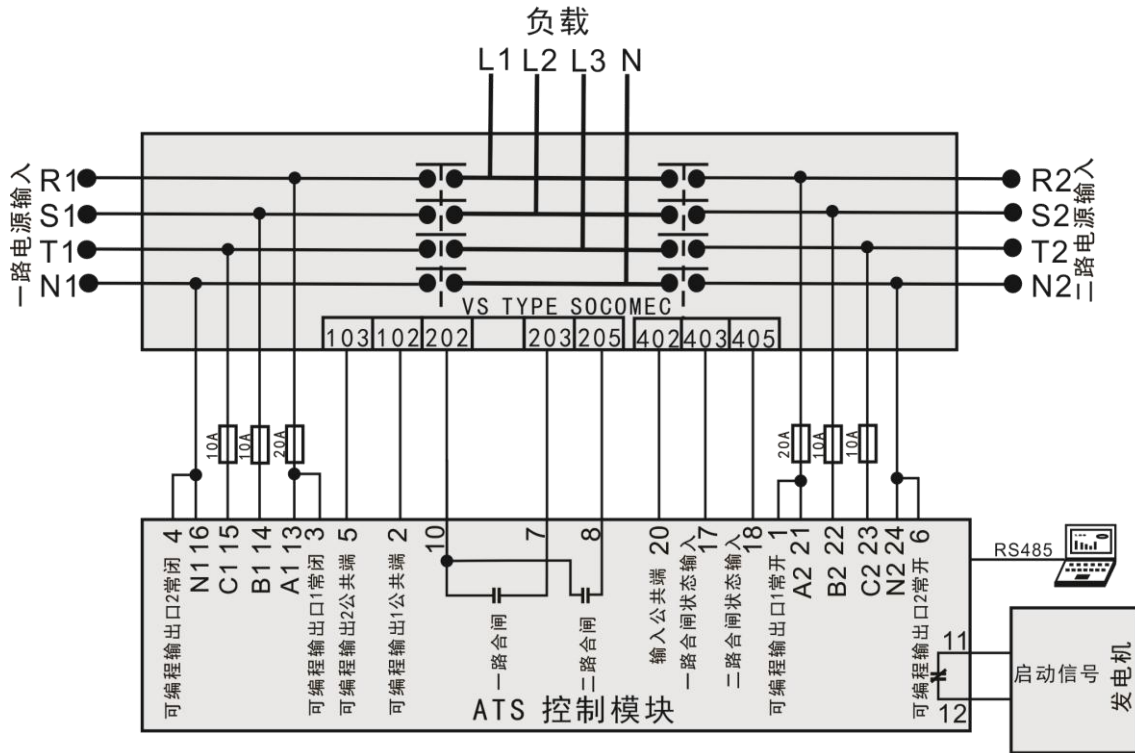 负载
L1 L2 L3 N
一路电源输入
R1
S1
T1
N1
R2
S2
T2
N2
二路电源输入
VS TYPE SOCOMEC
103 102 202 203 205 402 403 405
10A 10A 20A 20A 10A 10A
4 N1 16 C1 15 B1 14 A1 13 3 5 2 10 7 8 20 17 18 1 A2 21 B2 22 C2 23 N2 24 6
可编程输出口2常闭
可编程输出口1常闭
可编程输出2公共端
可编程输出1公共端
一路合闸
二路合闸
输入公共端
一路合闸状态输入
二路合闸状态输入
可编程输出口1常开
可编程输出口2常开
RS485
11
12
启动信号
发电机
ATS 控制模块